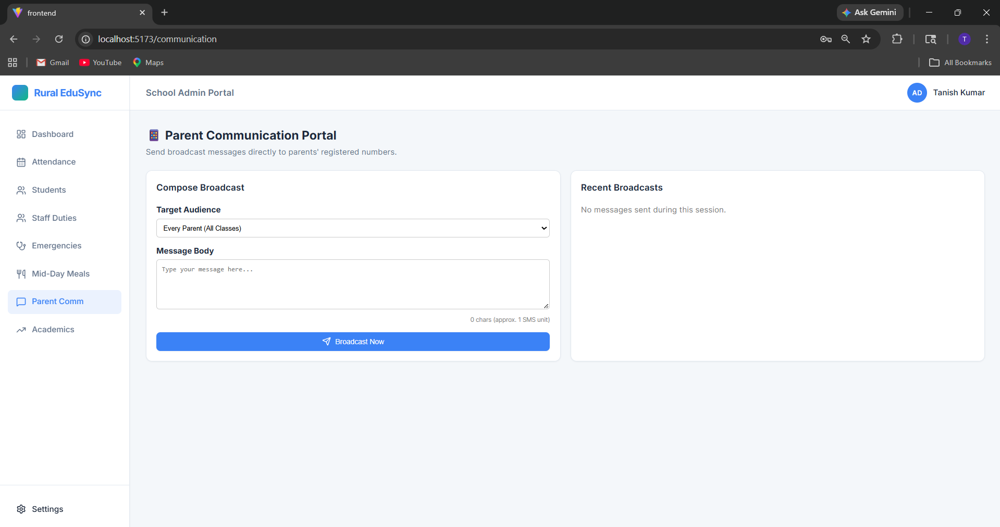 frontend
Ask Gemini
localhost:5173/communication
T
Gmail
YouTube
Maps
All Bookmarks
Rural EduSync
School Admin Portal
AD
Tanish Kumar
Dashboard
Attendance
Students
Staff Duties
Emergencies
Mid-Day Meals
Parent Comm
Academics
Settings
Parent Communication Portal
Send broadcast messages directly to parents' registered numbers.
Compose Broadcast
Target Audience
Every Parent (All Classes)
Message Body
Type your message here...
0 chars (approx. 1 SMS unit)
Broadcast Now
Recent Broadcasts
No messages sent during this session.